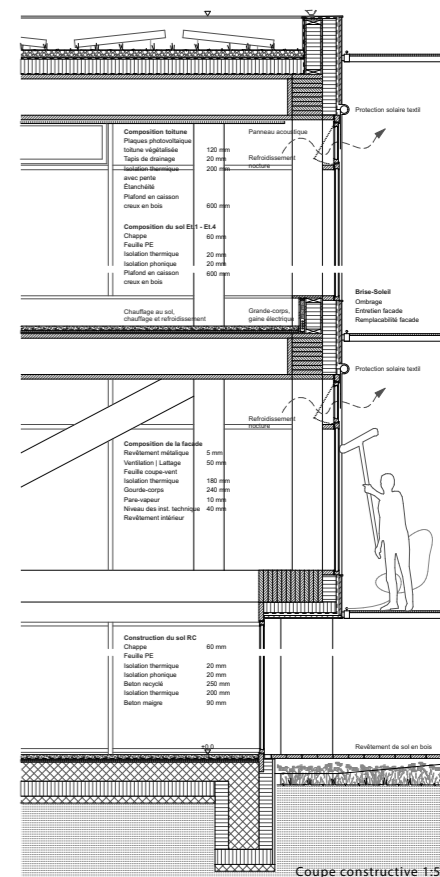 Protection solaire textil
Composition toitune
Plaques photovoltaique
toitune végétalisée 120 mm
Tapis de drainage 20 mm
Isolation thermique 200 mm
avec pente
Étanchéité
Plafond en caisson
creux en bois 600 mm
Panneau acoustique
Refroidissement
nocture
Composition du sol Et.1 - Et.4
Chappe 60 mm
Feuille PE
Isolation thermique 20 mm
Isolation phonique 20 mm
Plafond en caisson 600 mm
creux en bois
Brise-Soleil
Ombrage
Entretien facade
Remplacabilité facade
Chauffage au sol,
chauffage et refroidissement
Grande-corps,
gaine électrique
Protection solaire textil
Refroidissement
nocture
Composition de la facade
Revêtement métalique 5 mm
Ventilation | Lattage 50 mm
Feuille coupe-vent
Isolation thermique 180 mm
Gourde-corps 240 mm
Pare-vapeur 10 mm
Niveau des inst. technique 40 mm
Revêtement intérieur
Construction du sol RC
Chappe 60 mm
Feuille PE
Isolation thermique 20 mm
Isolation phonique 20 mm
Beton recyclé 250 mm
Isolation thermique 200 mm
Beton maigre 90 mm
±0.0
Revêtement de sol en bois
Coupe constructive 1:5